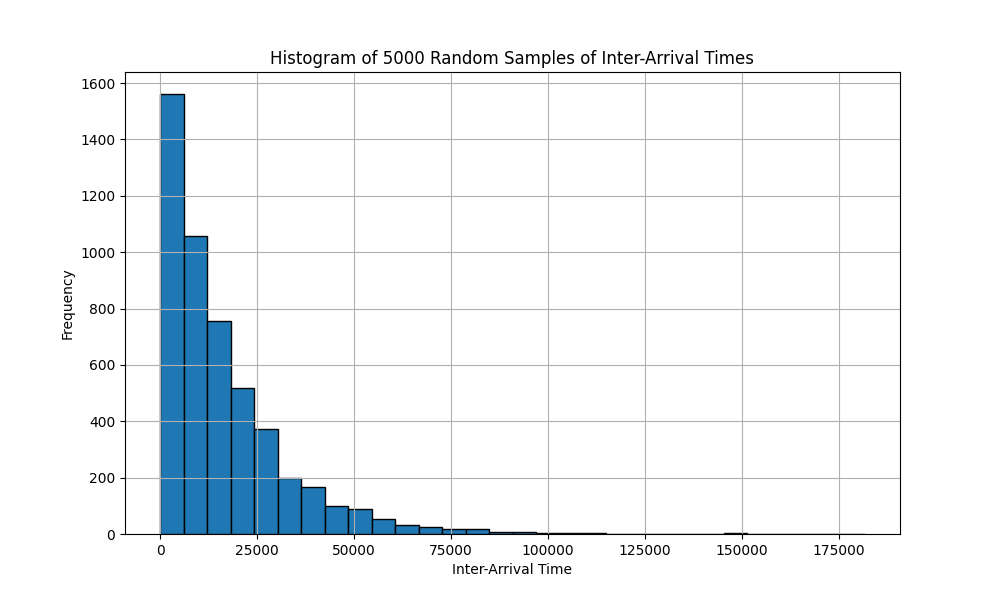 Histogram of 5000 Random Samples of Inter-Arrival Times
1600
1400
1200
1000
800
600
400
200
0
Frequency
0 25000 50000 75000 100000 125000 150000 175000
Inter-Arrival Time